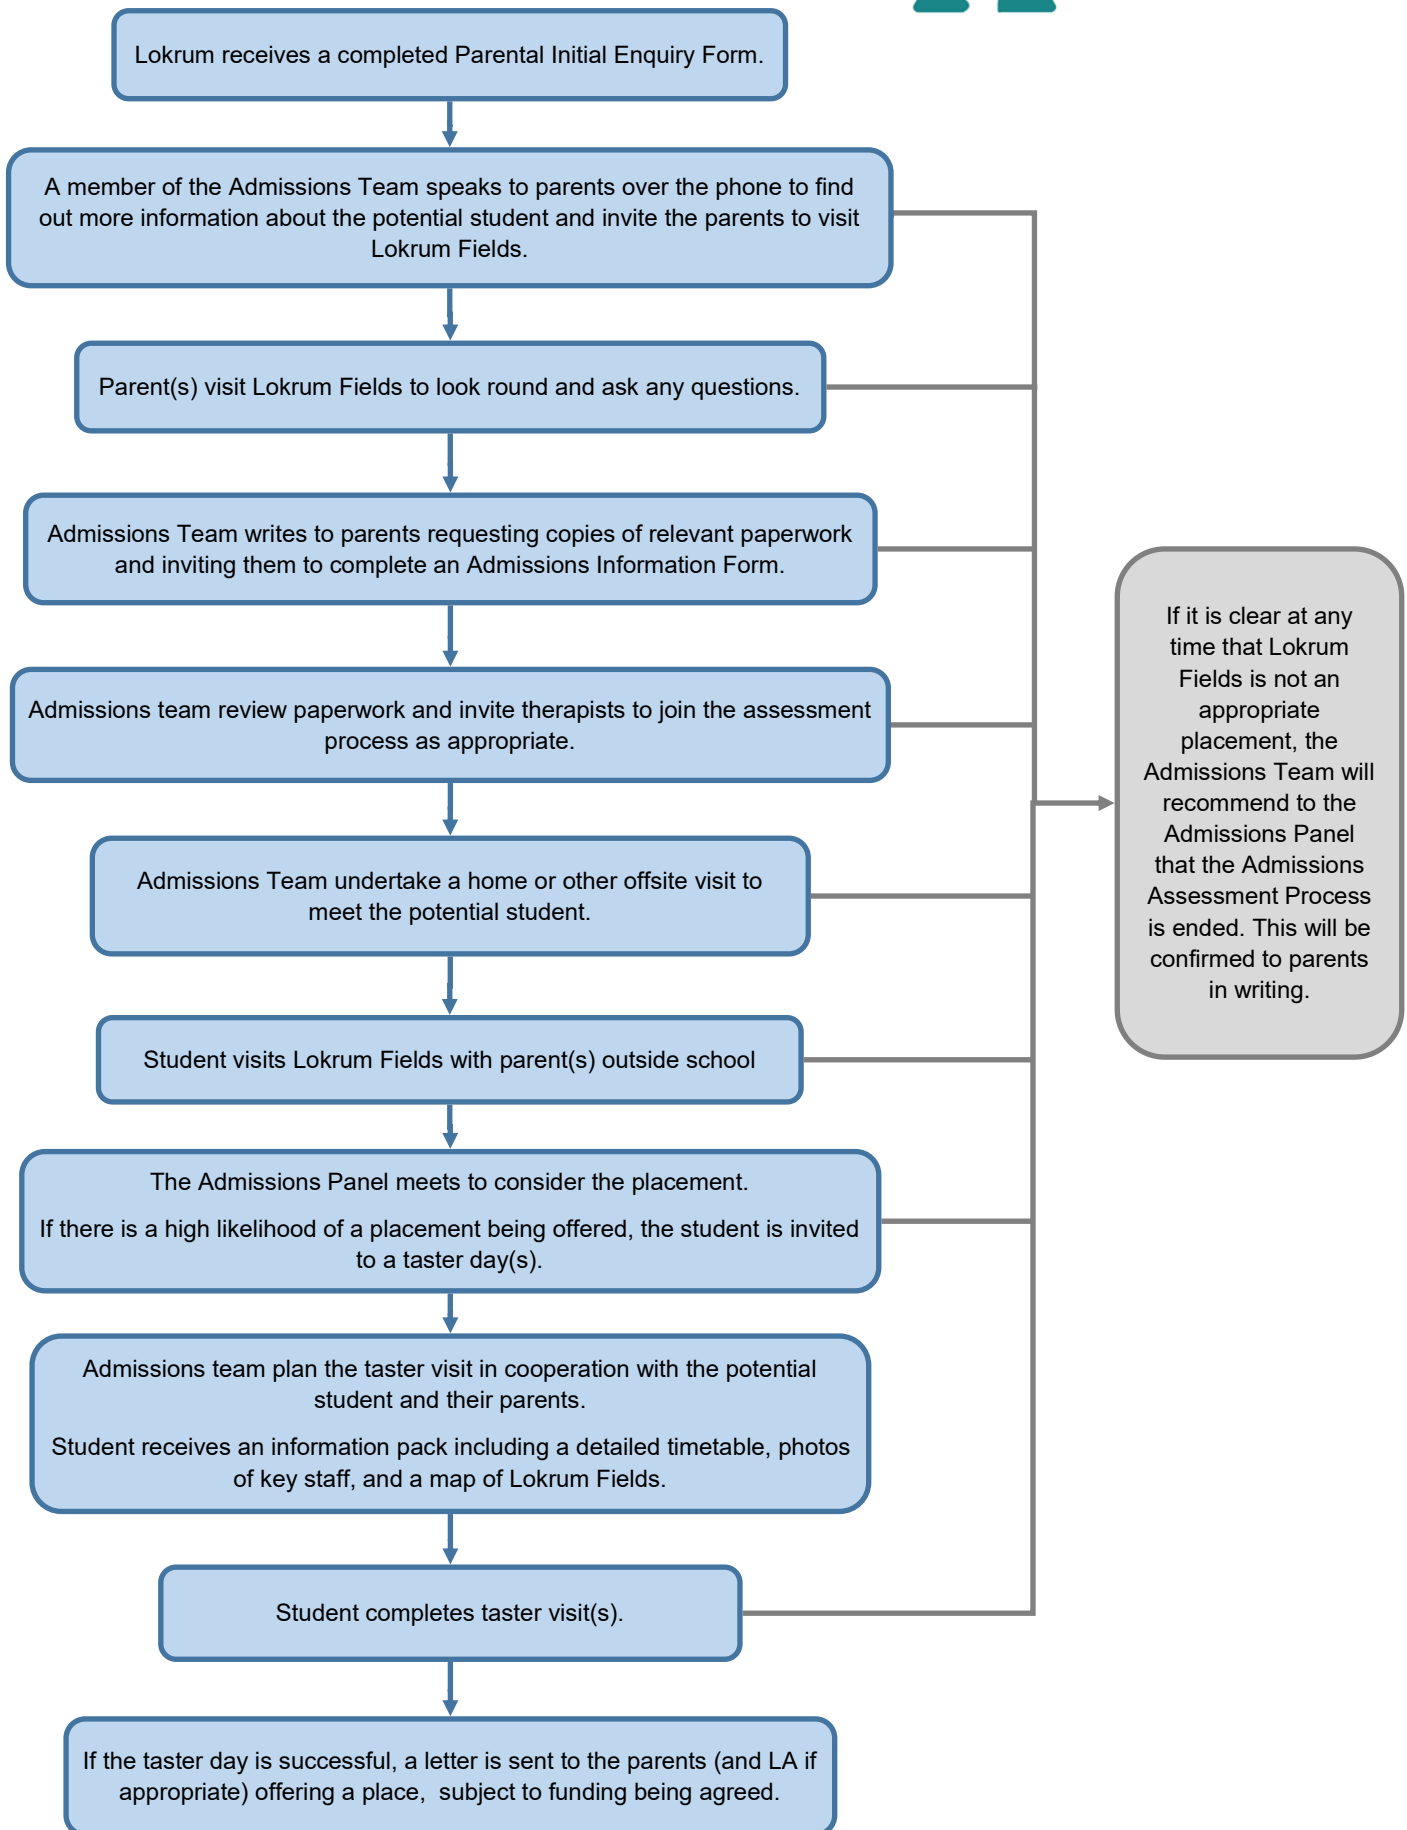 Lokrum receives a completed Parental Initial Enquiry Form.
A member of the Admissions Team speaks to parents over the phone to find
out more information about the potential student and invite the parents to visit
Lokrum Fields.
Parent(s) visit Lokrum Fields to look round and ask any questions.
Admissions Team writes to parents requesting copies of relevant paperwork
and inviting them to complete an Admissions Information Form.
Admissions team review paperwork and invite therapists to join the assessment
process as appropriate.
Admissions Team undertake a home or other offsite visit to
meet the potential student.
Student visits Lokrum Fields with parent(s) outside school
The Admissions Panel meets to consider the placement.
If there is a high likelihood of a placement being offered, the student is invited
to a taster day(s).
Admissions team plan the taster visit in cooperation with the potential
student and their parents.
Student receives an information pack including a detailed timetable, photos
of key staff, and a map of Lokrum Fields.
Student completes taster visit(s).
If the taster day is successful, a letter is sent to the parents (and LA if
appropriate) offering a place,  subject to funding being agreed.
If it is clear at any
time that Lokrum
Fields is not an
appropriate
placement, the
Admissions Team will
recommend to the
Admissions Panel
that the Admissions
Assessment Process
is ended. This will be
confirmed to parents
in writing.